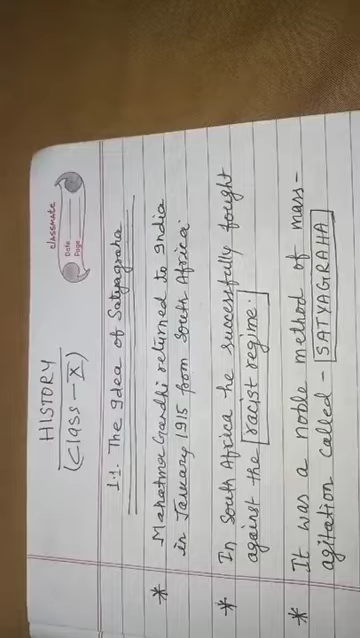 classmate
Date
Page
HISTORY
(Class-X)
1.1. The Idea of Satyagraha
* Mahatma Gandhi returned to India
in January 1915 from South Africa.
* In South Africa he successfully fought
against the racist regime.
* It was a noble method of mass-
agitation called - SATYAGRAHA